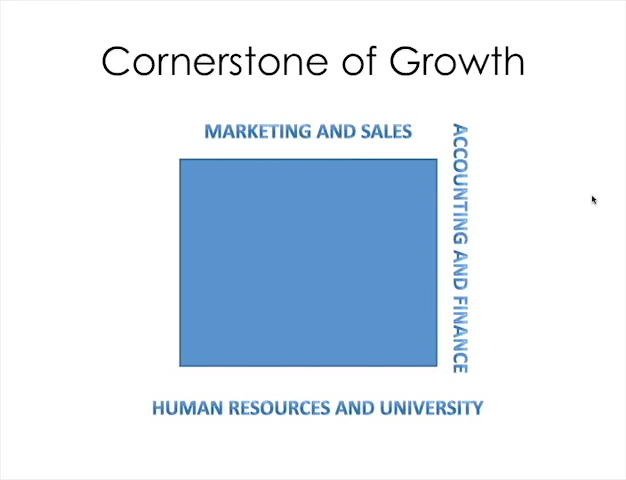 Cornerstone of Growth
MARKETING AND SALES
ACCOUNTING AND FINANCE
HUMAN RESOURCES AND UNIVERSITY